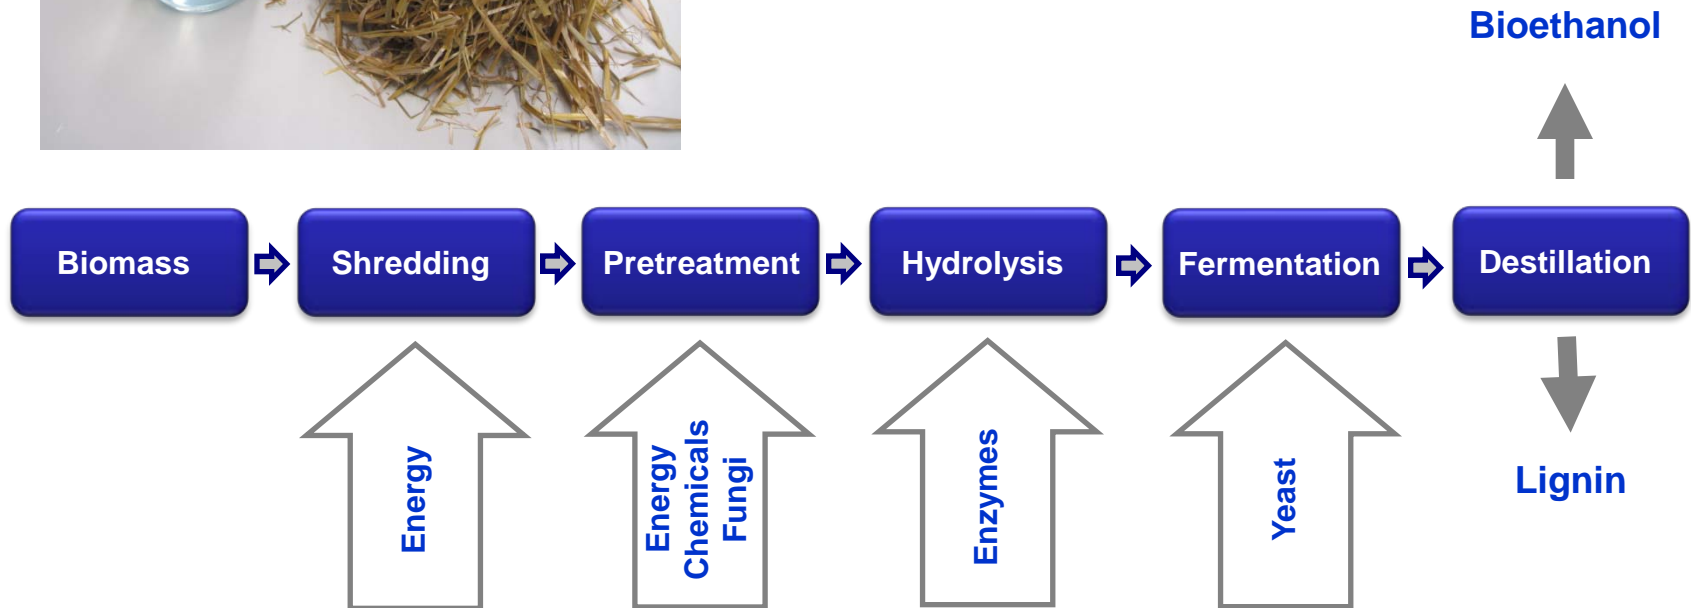 Bioethanol
Biomass
Shredding
Pretreatment
Hydrolysis
Fermentation
Destillation
Energy
Energy
Chemicals
Fungi
Enzymes
Yeast
Lignin